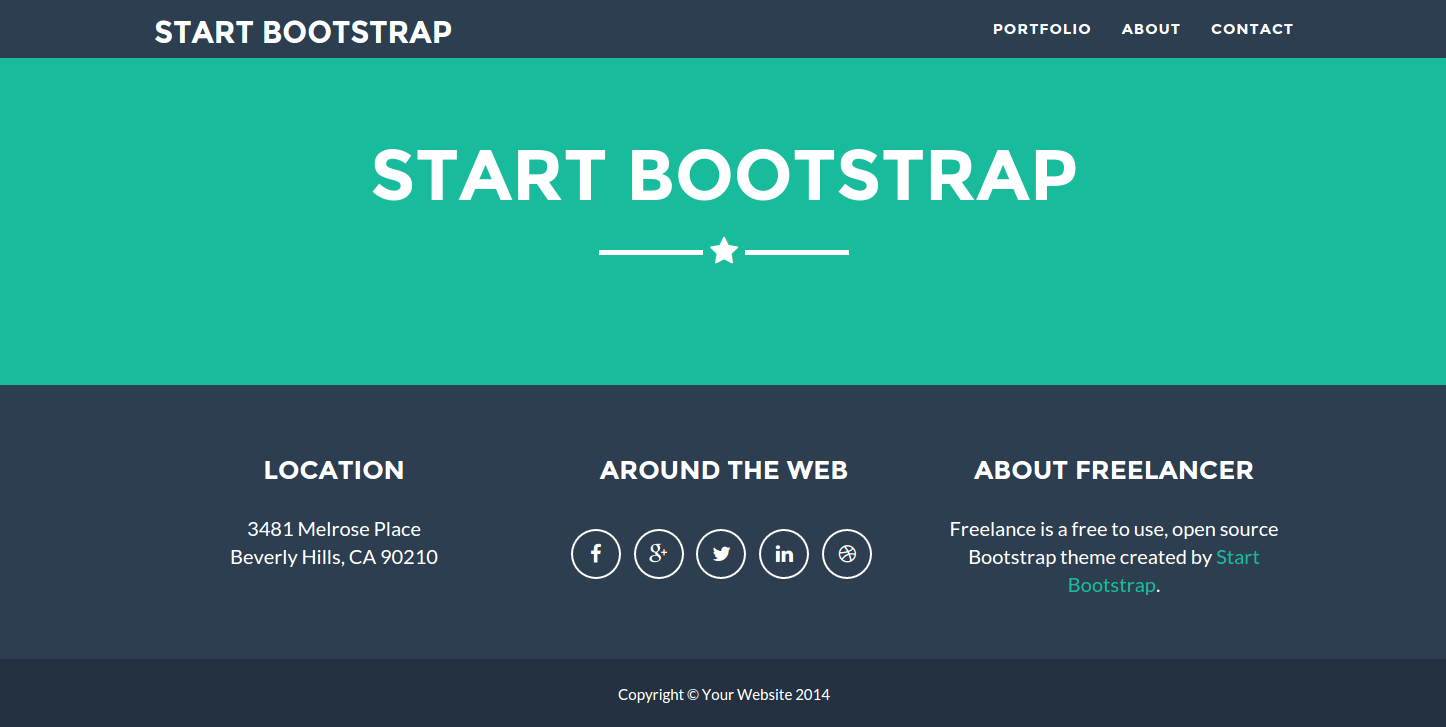 START BOOTSTRAP
PORTFOLIO ABOUT CONTACT
START BOOTSTRAP
LOCATION
3481 Melrose Place
Beverly Hills, CA 90210
AROUND THE WEB
ABOUT FREELANCER
Freelance is a free to use, open source
Bootstrap theme created by Start
Bootstrap.
Copyright © Your Website 2014